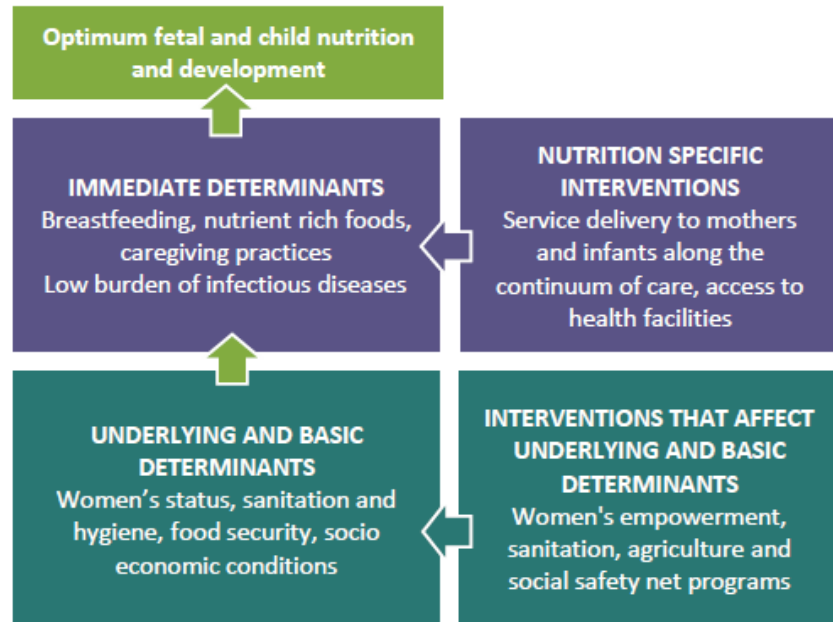 Optimum fetal and child nutrition
and development
IMMEDIATE DETERMINANTS
Breastfeeding, nutrient rich foods,
caregiving practices
Low burden of infectious diseases
NUTRITION SPECIFIC
INTERVENTIONS
Service delivery to mothers
and infants along the
continuum of care, access to
health facilities
UNDERLYING AND BASIC
DETERMINANTS
Women’s status, sanitation and
hygiene, food security, socio
economic conditions
INTERVENTIONS THAT AFFECT
UNDERLYING AND BASIC
DETERMINANTS
Women's empowerment,
sanitation, agriculture and
social safety net programs